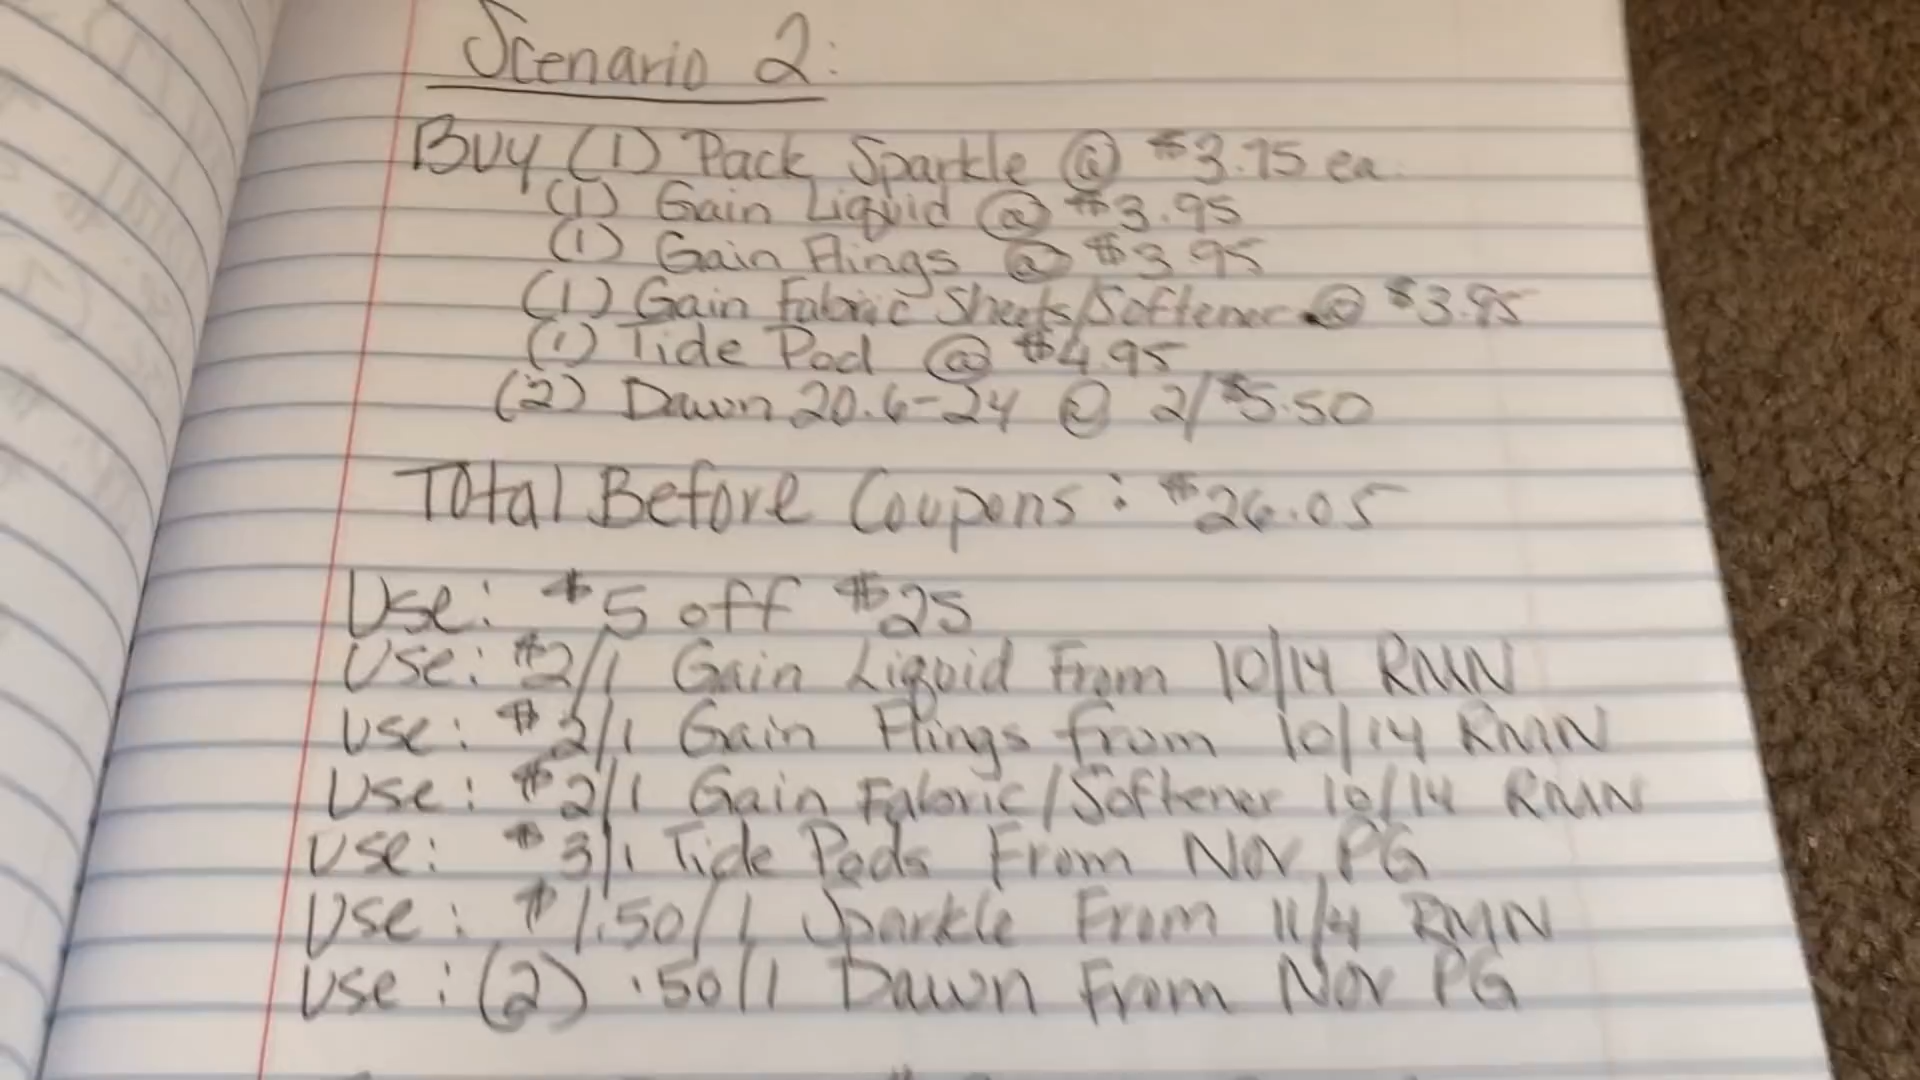 Scenario 2:
Buy (1) Pack Sparkle @ $3.75 ea.
(1) Gain Liquid @ $3.95
(1) Gain Flings @ $3.95
(1) Gain Fabric Sheets/Softener @ $3.95
(1) Tide Pod @ $4.95
(2) Dawn 20.6-24 @ 2/$5.50
Total Before Coupons: $26.05
Use: $5 off $25
Use: $2/1 Gain Liquid From 10/14 RMN
Use: $2/1 Gain Flings from 10/14 RMN
Use: $2/1 Gain Fabric/Softener 10/14 RMN
Use: $3/1 Tide Pods From Nov PG
Use: $1.50/1 Sparkle From 11/4 RMN
Use: (2) .50/1 Dawn From Nov PG